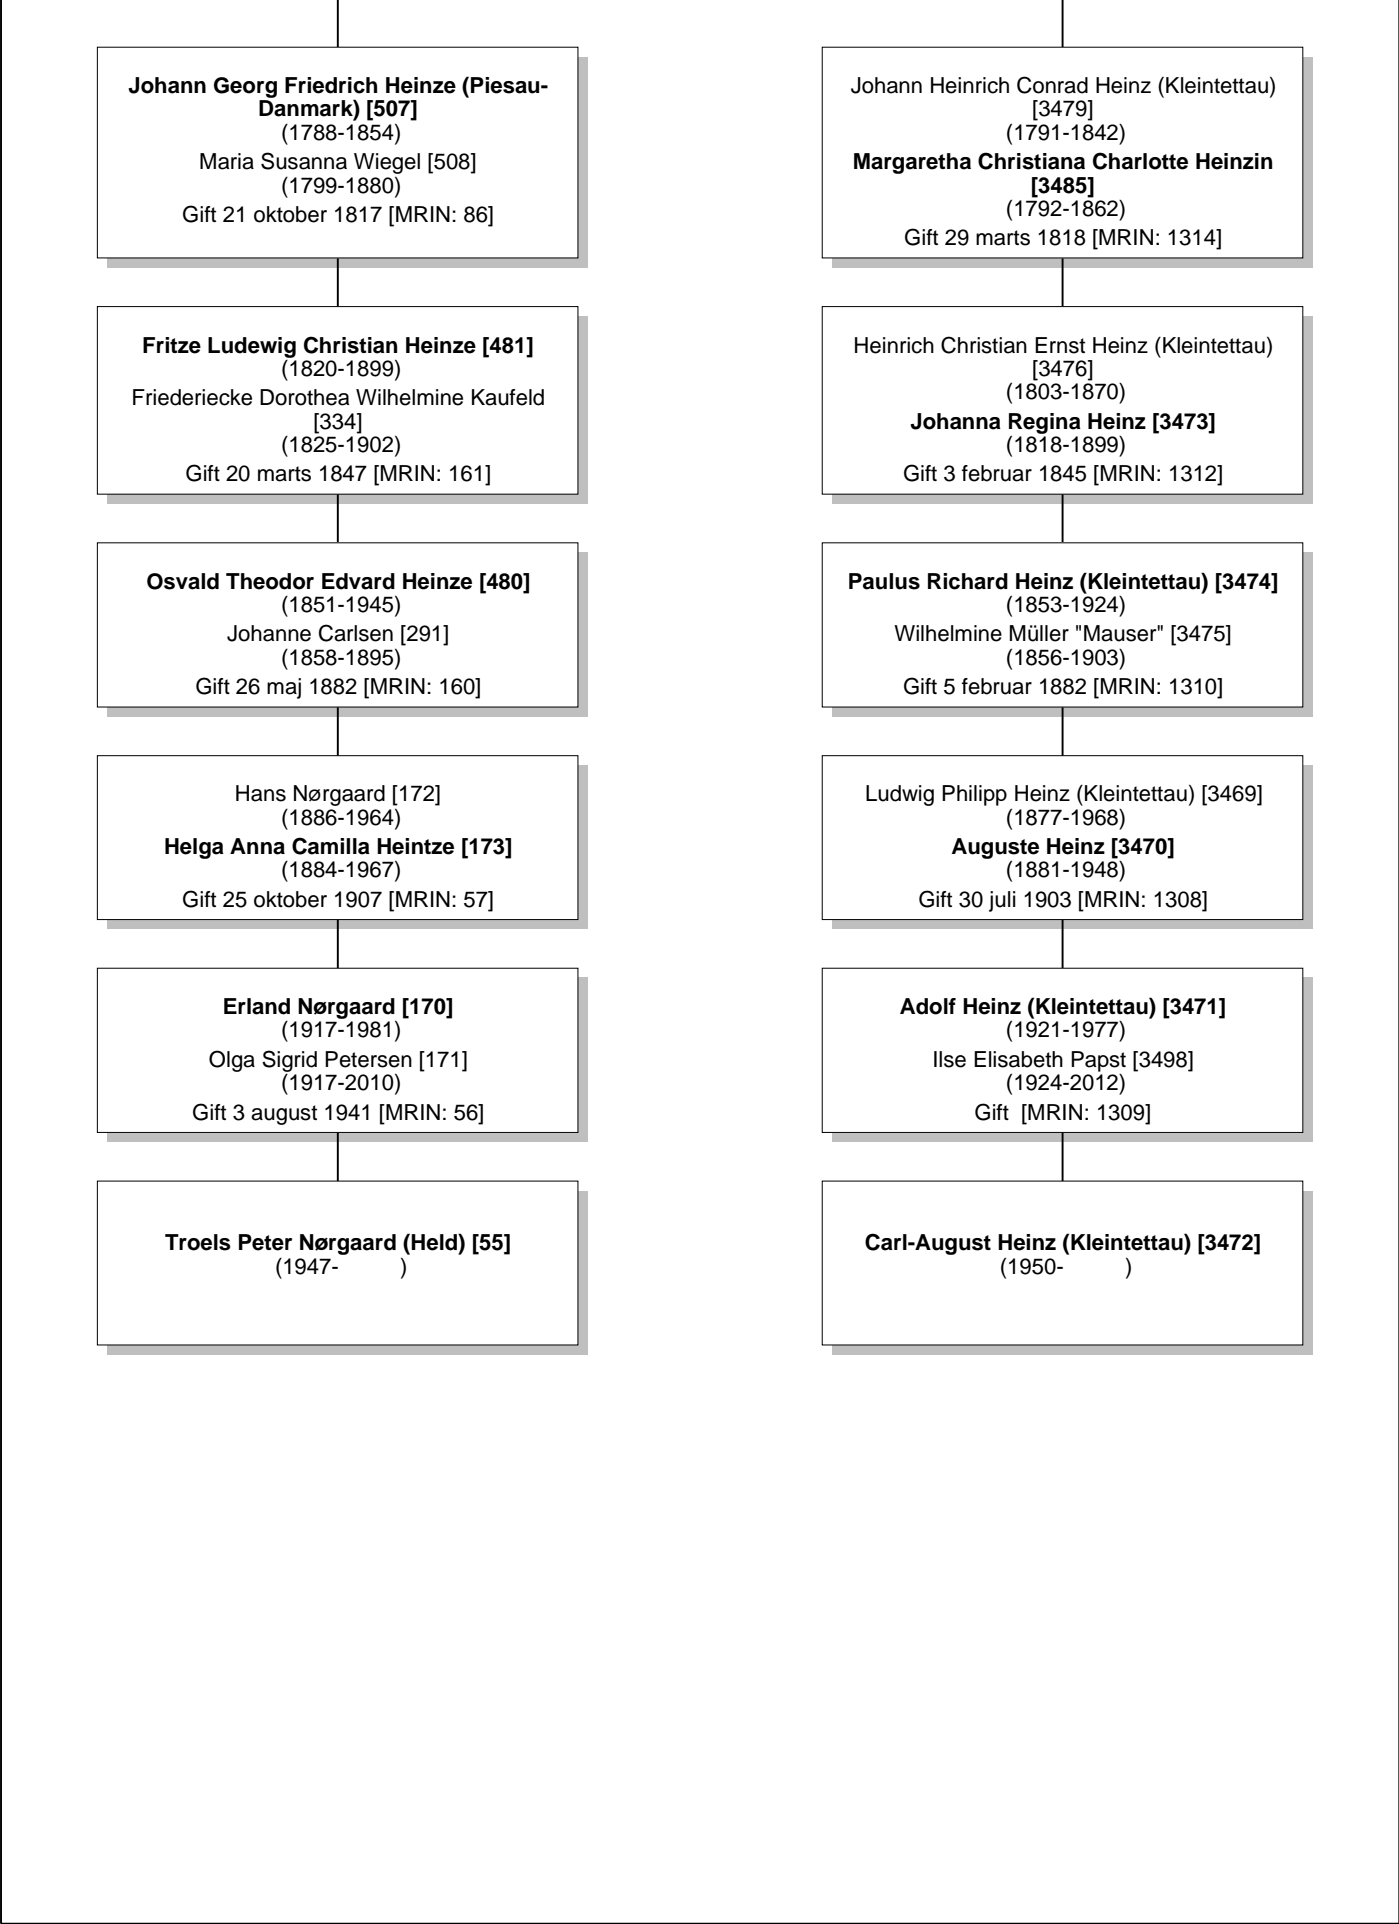 Johann Georg Friedrich Heinze (Piesau-
Danmark) [507]
(1788-1854)
Maria Susanna Wiegel [508]
(1799-1880)
Gift 21 oktober 1817 [MRIN: 86]
Fritze Ludewig Christian Heinze [481]
(1820-1899)
Friederiecke Dorothea Wilhelmine Kaufeld
[334]
(1825-1902)
Gift 20 marts 1847 [MRIN: 161]
Osvald Theodor Edvard Heinze [480]
(1851-1945)
Johanne Carlsen [291]
(1858-1895)
Gift 26 maj 1882 [MRIN: 160]
Hans Nørgaard [172]
(1886-1964)
Helga Anna Camilla Heintze [173]
(1884-1967)
Gift 25 oktober 1907 [MRIN: 57]
Erland Nørgaard [170]
(1917-1981)
Olga Sigrid Petersen [171]
(1917-2010)
Gift 3 august 1941 [MRIN: 56]
Troels Peter Nørgaard (Held) [55]
(1947- )
Johann Heinrich Conrad Heinz (Kleintettau)
[3479]
(1791-1842)
Margaretha Christiana Charlotte Heinzin
[3485]
(1792-1862)
Gift 29 marts 1818 [MRIN: 1314]
Heinrich Christian Ernst Heinz (Kleintettau)
[3476]
(1803-1870)
Johanna Regina Heinz [3473]
(1818-1899)
Gift 3 februar 1845 [MRIN: 1312]
Paulus Richard Heinz (Kleintettau) [3474]
(1853-1924)
Wilhelmine Müller "Mauser" [3475]
(1856-1903)
Gift 5 februar 1882 [MRIN: 1310]
Ludwig Philipp Heinz (Kleintettau) [3469]
(1877-1968)
Auguste Heinz [3470]
(1881-1948)
Gift 30 juli 1903 [MRIN: 1308]
Adolf Heinz (Kleintettau) [3471]
(1921-1977)
Ilse Elisabeth Papst [3498]
(1924-2012)
Gift [MRIN: 1309]
Carl-August Heinz (Kleintettau) [3472]
(1950- )